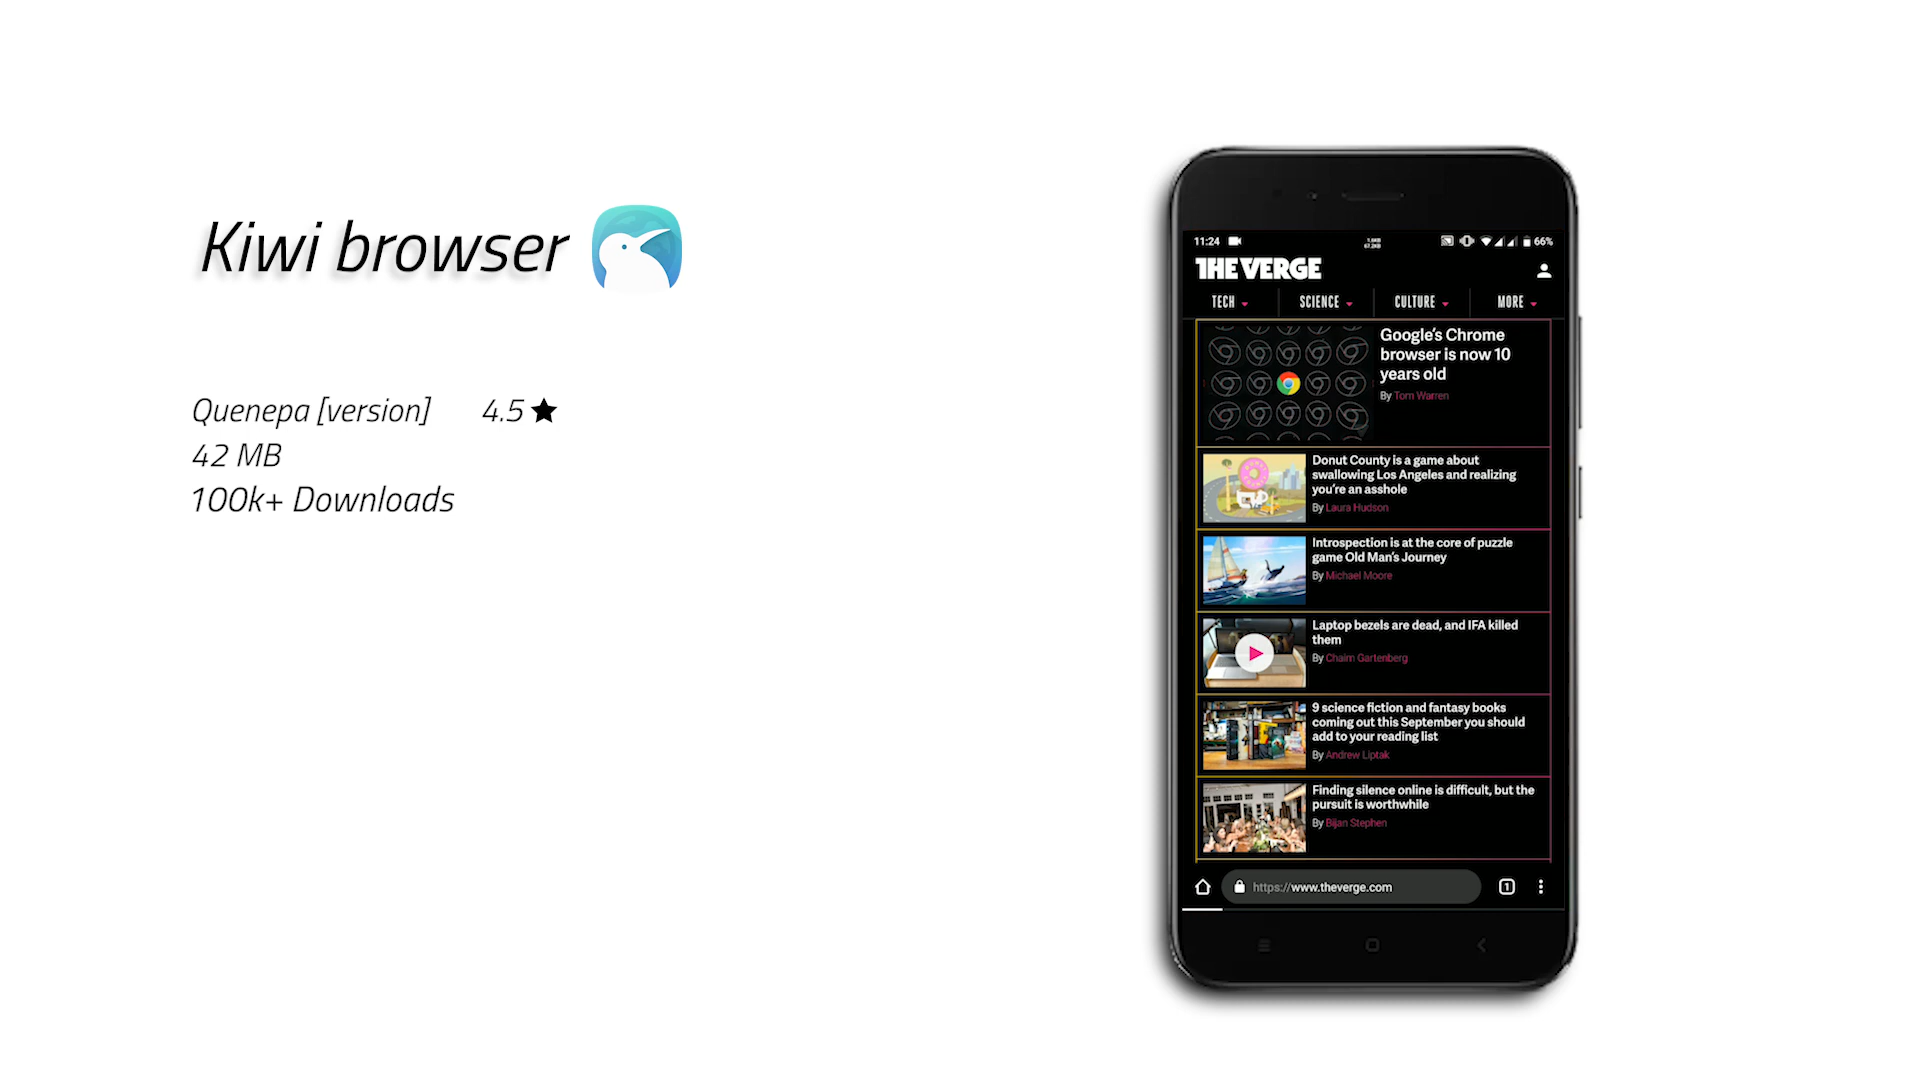 Kiwi browser
Quenepa [version] 4.5
42 MB
100k+ Downloads
11:24
66%
THE VERGE
TECH
SCIENCE
CULTURE
MORE
Google's Chrome
browser is now 10
years old
By Tom Warren
Donut County is a game about
swallowing Los Angeles and realizing
you're an asshole
By Laura Hudson
Introspection is at the core of puzzle
game Old Man's Journey
By Michael Moore
Laptop bezels are dead, and IFA killed
them
By Chaim Gartenberg
9 science fiction and fantasy books
coming out this September you should
add to your reading list
By Andrew Liptak
Finding silence online is difficult, but the
pursuit is worthwhile
By Bijan Stephen
https://www.theverge.com
1